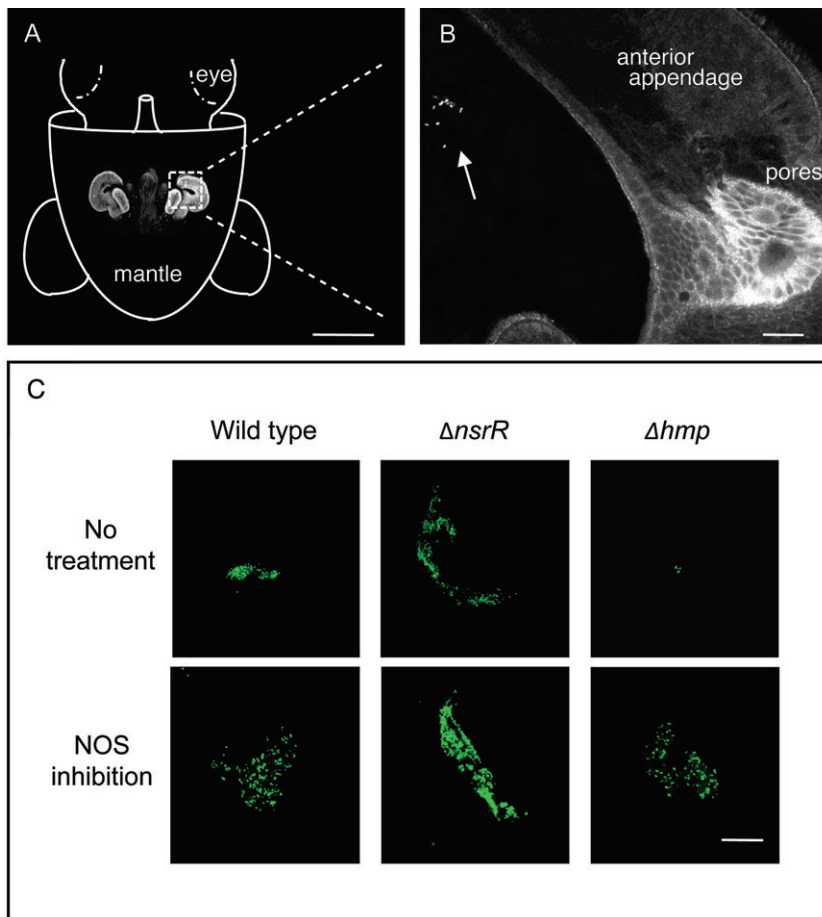 A
eye
mantle
B
anterior
appendage
pores
C
Wild type
ΔnsrR
Δhmp
No
treatment
NOS
inhibition